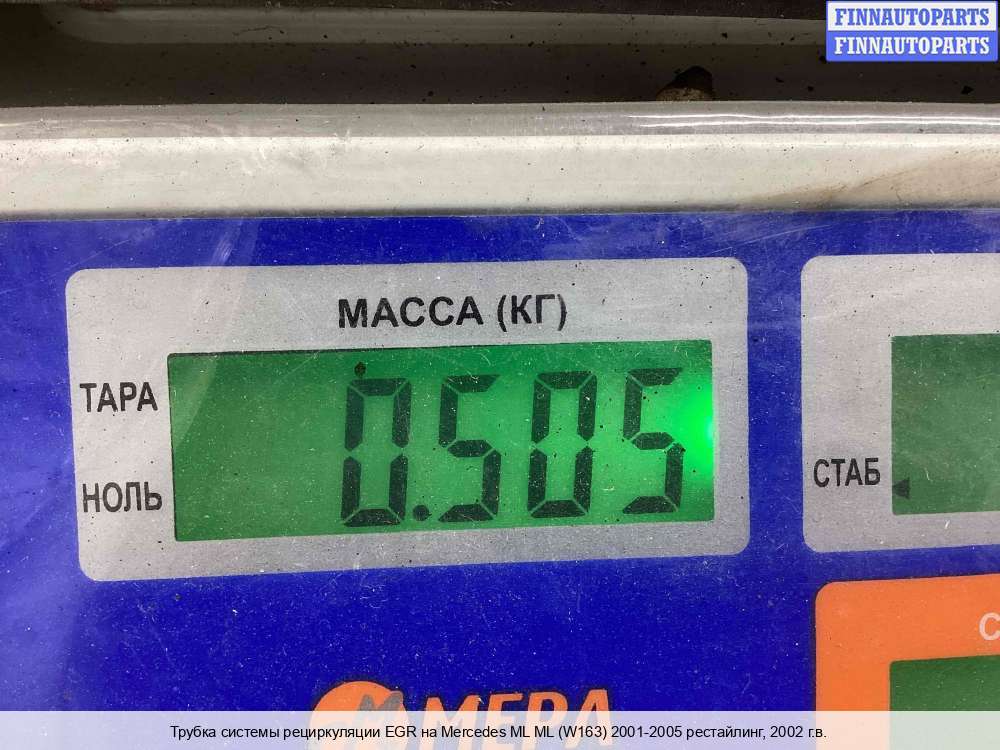 FINNAUTOPARTS
FINNAUTOPARTS
МАССА (КГ)
ТАРА
0.505
НОЛЬ
СТАБ
С
МЕРА
Трубка системы рециркуляции EGR на Mercedes ML ML (W163) 2001-2005 рестайлинг, 2002 г.в.